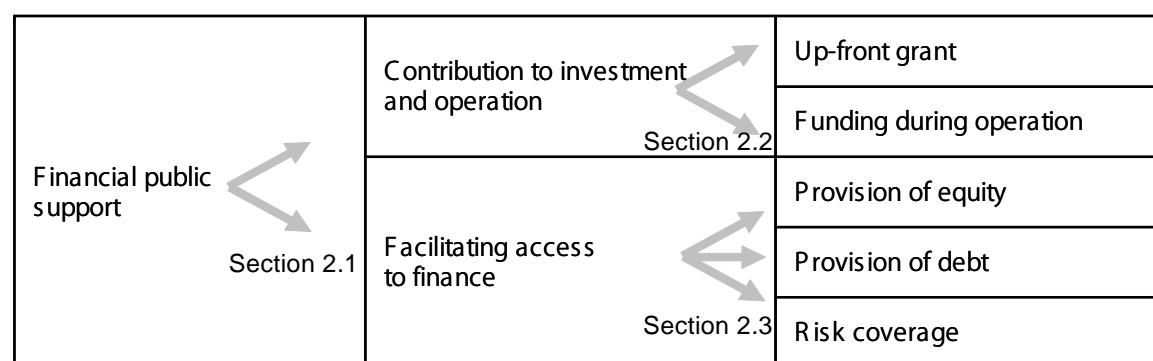 Financial public
support
Section 2.1
Contribution to investment
and operation
Section 2.2
Up-front grant
Funding during operation
Facilitating access
to finance
Section 2.3
Provision of equity
Provision of debt
Risk coverage